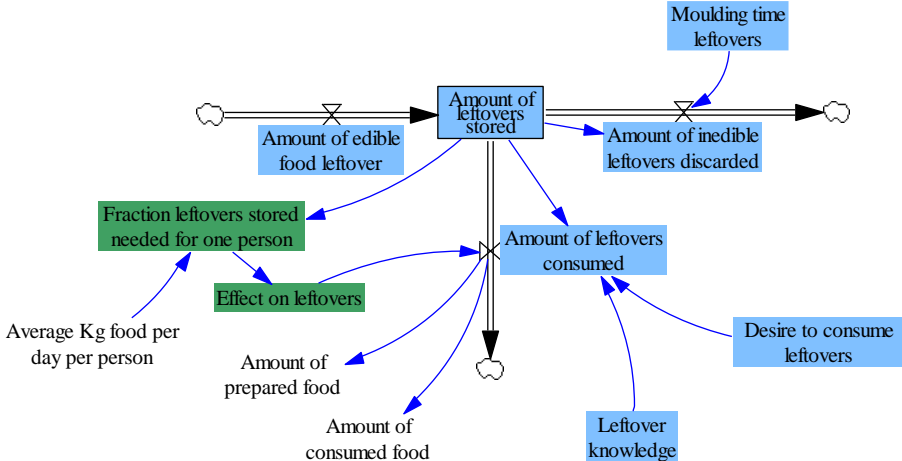 Moulding time
leftovers
Amount of
leftovers
stored
Amount of edible
food leftover
Amount of inedible
leftovers discarded
Fraction leftovers stored
needed for one person
Amount of leftovers
consumed
Effect on leftovers
Average Kg food per
day per person
Desire to consume
leftovers
Amount of
prepared food
Amount of
consumed food
Leftover
knowledge